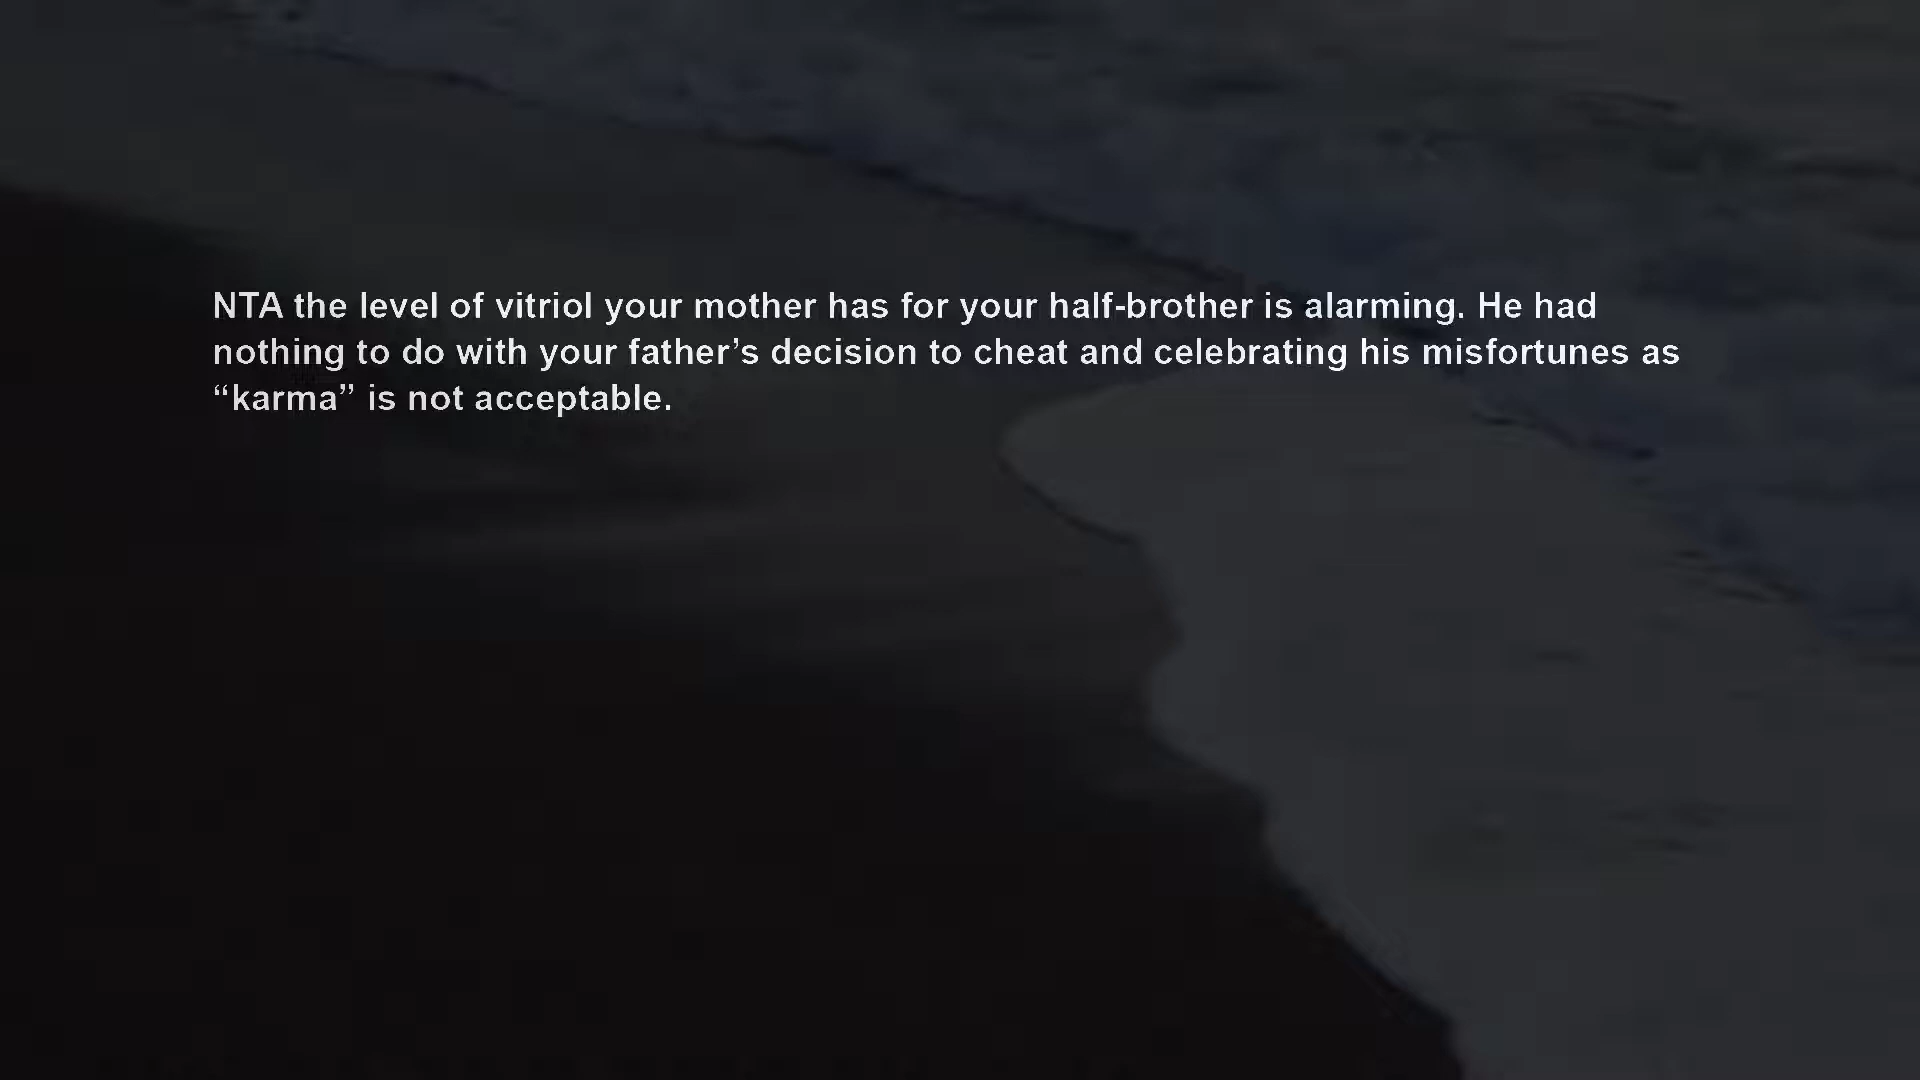 NTA the level of vitriol your mother has for your half-brother is alarming. He had
nothing to do with your father’s decision to cheat and celebrating his misfortunes as
“karma” is not acceptable.